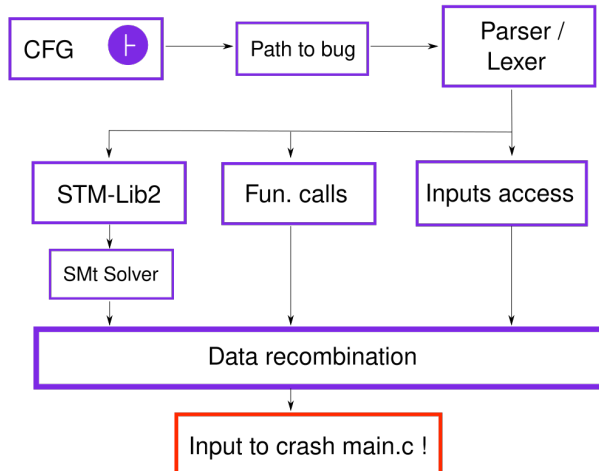 CFG ⊢
Path to bug
Parser /
Lexer
STM-Lib2
Fun. calls
Inputs access
SMt Solver
Data recombination
Input to crash main.c !